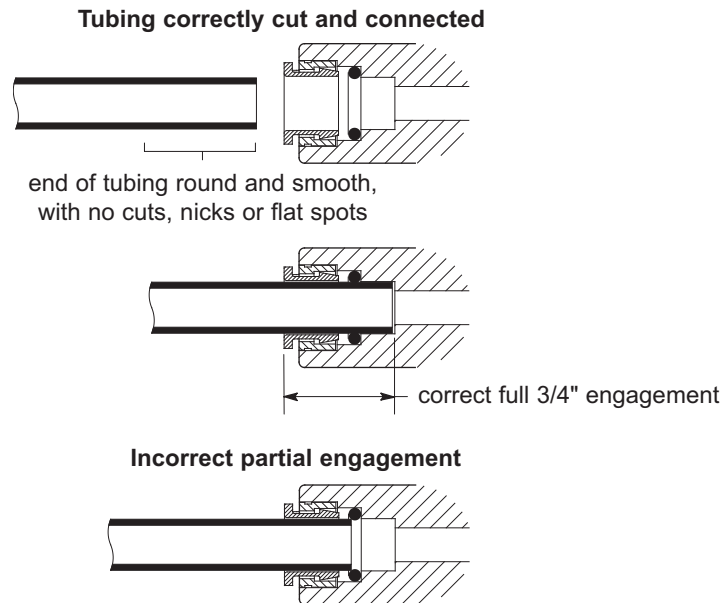 Tubing correctly cut and connected
end of tubing round and smooth,
with no cuts, nicks or flat spots
correct full 3/4" engagement
Incorrect partial engagement